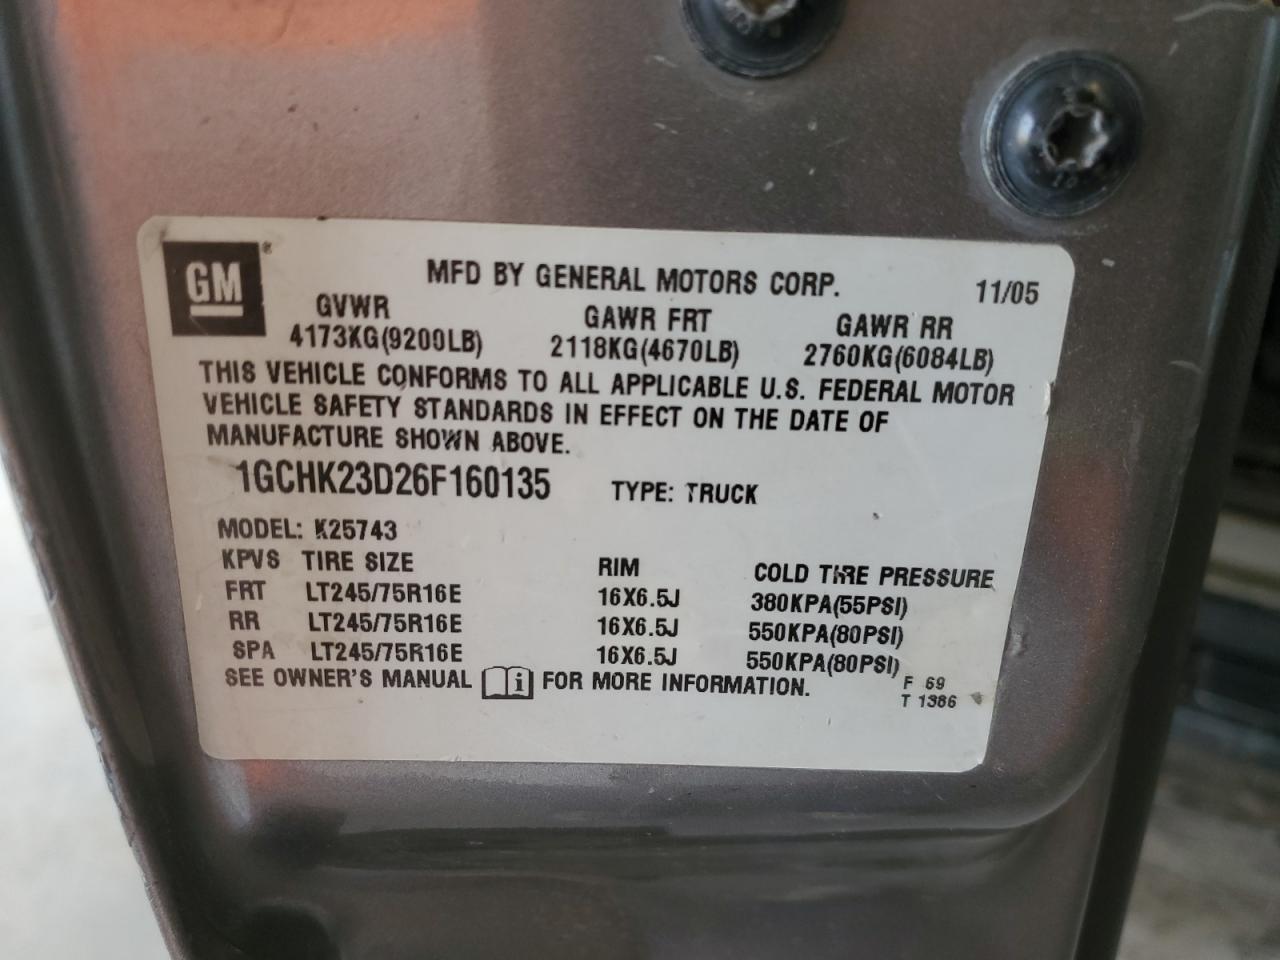 GM ®
MFD BY GENERAL MOTORS CORP. 11/05
GVWR GAWR FRT GAWR RR
4173KG(9200LB) 2118KG(4670LB) 2760KG(6084LB)
THIS VEHICLE CONFORMS TO ALL APPLICABLE U.S. FEDERAL MOTOR
VEHICLE SAFETY STANDARDS IN EFFECT ON THE DATE OF
MANUFACTURE SHOWN ABOVE.
1GCHK23D26F160135 TYPE: TRUCK
MODEL: K25743
KPVS TIRE SIZE RIM COLD TIRE PRESSURE
FRT LT245/75R16E 16X6.5J 380KPA(55PSI)
RR LT245/75R16E 16X6.5J 550KPA(80PSI)
SPA LT245/75R16E 16X6.5J 550KPA(80PSI)
SEE OWNER'S MANUAL i FOR MORE INFORMATION.
F 69
T 1386